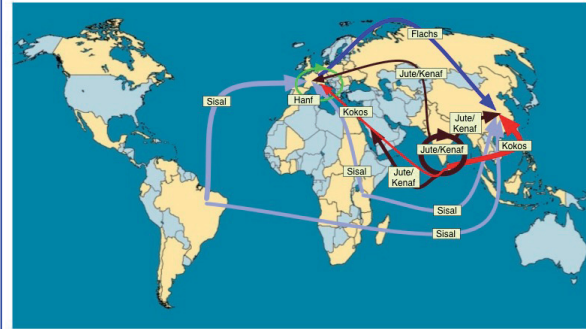 Flachs
Jute/Kenaf
Sisal
Hanf
Kokos
Jute/
Kenaf
Jute/Kenaf
Kokos
Sisal
Jute/
Kenaf
Sisal
Sisal